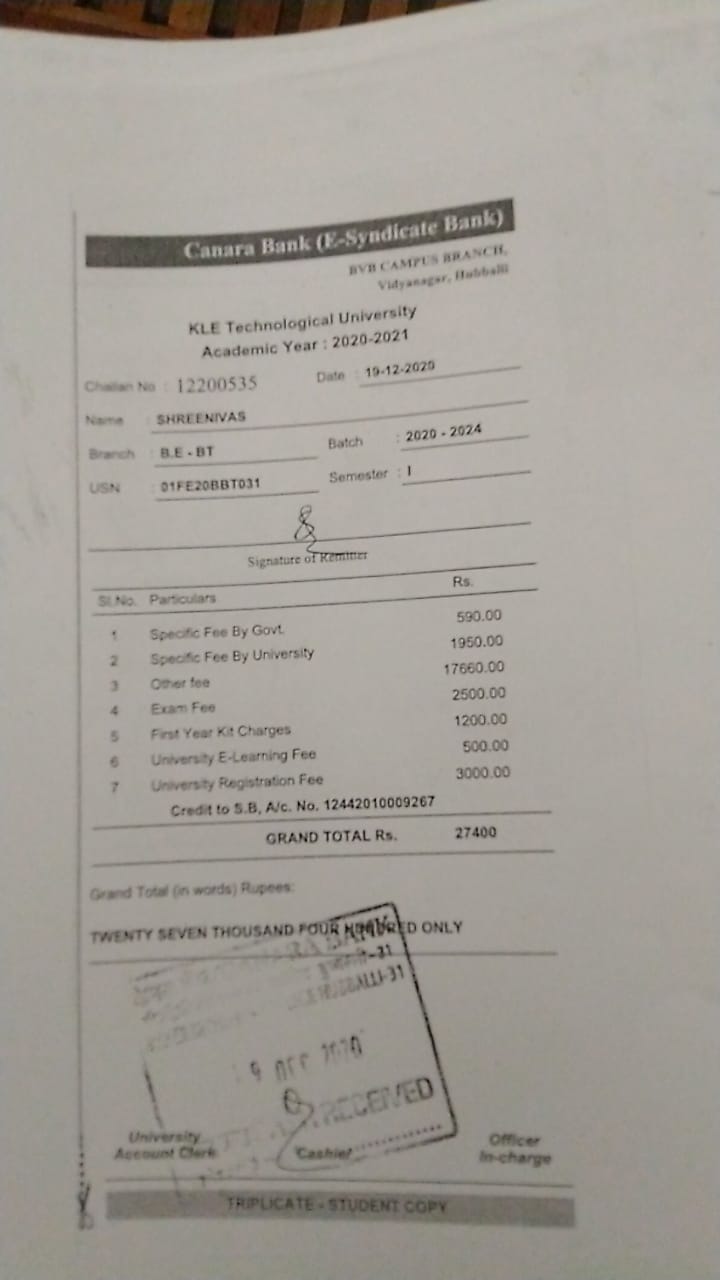 Canara Bank (E-Syndicate Bank)
BVB CAMPUS BRANCH,
Vidyanagar, Hubballi
KLE Technological University
Academic Year : 2020-2021
Challan No : 12200535 Date : 19-12-2020
Name : SHREENIVAS
Branch : B.E - BT Batch : 2020 - 2024
USN : 01FE20BBT031 Semester : I
Signature of Remitter
Sl.No. Particulars Rs.
1 Specific Fee By Govt. 590.00
2 Specific Fee By University 1950.00
3 Other fee 17660.00
4 Exam Fee 2500.00
5 First Year Kit Charges 1200.00
6 University E-Learning Fee 500.00
7 University Registration Fee 3000.00
Credit to S.B, A/c. No. 12442010009267
GRAND TOTAL Rs. 27400
Grand Total (in words) Rupees:
TWENTY SEVEN THOUSAND FOUR HUNDRED ONLY
CANARA BANK
HUBBALLI-31
9 DEC 2020
RECEIVED
University Account Clerk
Cashier
Officer In-charge
TRIPLICATE - STUDENT COPY